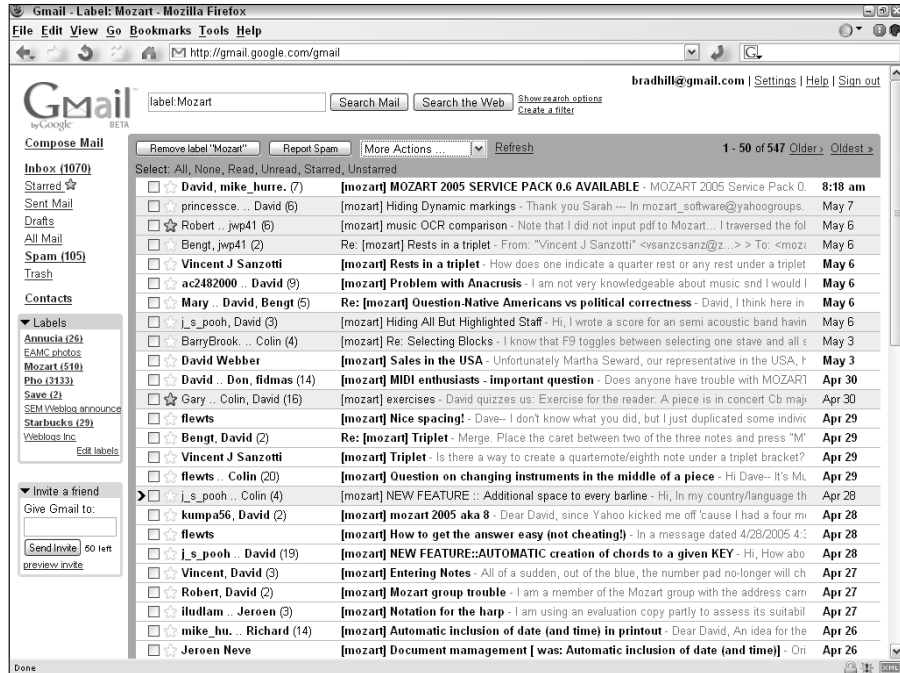 Gmail - Label: Mozart - Mozilla Firefox
File Edit View Go Bookmarks Tools Help
http://gmail.google.com/gmail
G
bradhill@gmail.com | Settings | Help | Sign out
Gmail
by Google BETA
label:Mozart Search Mail Search the Web Show search options
Create a filter
Compose Mail
Inbox (1070)
Starred
Sent Mail
Drafts
All Mail
Spam (105)
Trash
Contacts
Labels
Annucia (26)
EAMC photos
Mozart (510)
Pho (3133)
Save (2)
SEM Weblog announce
Starbucks (29)
Weblogs Inc
Edit labels
Invite a friend
Give Gmail to:
Send Invite 50 left
preview invite
Remove label "Mozart" Report Spam More Actions ... Refresh 1 - 50 of 547 Older › Oldest »
Select: All, None, Read, Unread, Starred, Unstarred
David, mike_hurre. (7) [mozart] MOZART 2005 SERVICE PACK 0.6 AVAILABLE - MOZART 2005 Service Pack 0. 8:18 am
princessce. .. David (6) [mozart] Hiding Dynamic markings - Thank you Sarah --- In mozart_software@yahoogroups. May 7
Robert .. jwp41 (6) [mozart] music OCR comparison - Note that I did not input pdf to Mozart... I traversed the fol May 6
Bengt, jwp41 (2) Re: [mozart] Rests in a triplet - From: "Vincent J Sanzotti" <vsanzcsanz@z...> > To: <moza May 6
Vincent J Sanzotti [mozart] Rests in a triplet - How does one indicate a quarter rest or any rest under a triplet May 6
ac2482000 .. David (9) [mozart] Problem with Anacrusis - I am not very knowledgeable about music snd I would l May 6
Mary .. David, Bengt (5) Re: [mozart] Question-Native Americans vs political correctness - David, I think here in May 6
j_s_pooh, David (3) [mozart] Hiding All But Highlighted Staff - Hi, I wrote a score for an semi acoustic band havin May 6
BarryBrook. .. Colin (4) [mozart] Re: Selecting Blocks - I know that F9 toggles between selecting one stave and all s May 3
David Webber [mozart] Sales in the USA - Unfortunately Martha Seward, our representative in the USA, h May 3
David .. Don, fidmas (14) [mozart] MIDI enthusiasts - important question - Does anyone have trouble with MOZART Apr 30
Gary .. Colin, David (16) [mozart] exercises - David quizzes us: Exercise for the reader: A piece is in concert Cb maj Apr 30
flewts [mozart] Nice spacing! - Dave-- I don't know what you did, but I just duplicated some indivic Apr 29
Bengt, David (2) Re: [mozart] Triplet - Merge. Place the caret between two of the three notes and press "M" Apr 29
Vincent J Sanzotti [mozart] Triplet - Is there a way to create a quarternote/eighth note under a triplet bracket? Apr 29
flewts .. Colin (20) [mozart] Question on changing instruments in the middle of a piece - Hi Dave-- It's Mu Apr 29
j_s_pooh .. Colin (4) [mozart] NEW FEATURE :: Additional space to every barline - Hi, In my country/language th Apr 28
kumpa56, David (2) [mozart] mozart 2005 aka 8 - Dear David, since Yahoo kicked me off 'cause I had a four m Apr 28
flewts [mozart] How to get the answer easy (not cheating!) - In a message dated 4/28/2005 4: Apr 28
j_s_pooh .. David (19) [mozart] NEW FEATURE::AUTOMATIC creation of chords to a given KEY - Hi, How abo Apr 28
Vincent, David (3) [mozart] Entering Notes - All of a sudden, out of the blue, the number pad no-longer will ch Apr 27
Robert, David (2) [mozart] Mozart group trouble - I am a member of the Mozart group with the address carr Apr 27
iludlam .. Jeroen (3) [mozart] Notation for the harp - I am using an evaluation copy partly to assess its suitabil Apr 27
mike_hu. .. Richard (14) [mozart] Automatic inclusion of date (and time) in printout - Dear David, An idea for the Apr 26
Jeroen Neve [mozart] Document mamagement [ was: Automatic inclusion of date (and time)] - Ori Apr 26
Done XML